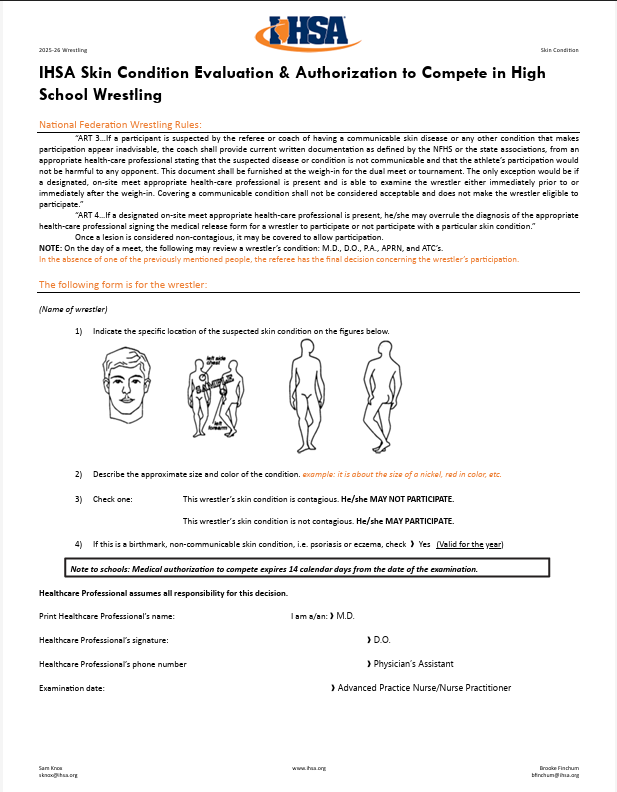 IHSA
2025-26 Wrestling
Skin Condition
IHSA Skin Condition Evaluation & Authorization to Compete in High
School Wrestling
National Federation Wrestling Rules:
"ART 3...If a participant is suspected by the referee or coach of having a communicable skin disease or any other condition that makes
participation appear inadvisable, the coach shall provide current written documentation as defined by the NFHS or the state associations, from an
appropriate health-care professional stating that the suspected disease or condition is not communicable and that the athlete's participation would
not be harmful to any opponent. This document shall be furnished at the weigh-in for the dual meet or tournament. The only exception would be if
a designated, on-site meet appropriate health-care professional is present and is able to examine the wrestler either immediately prior to or
immediately after the weigh-in. Covering a communicable condition shall not be considered acceptable and does not make the wrestler eligible to
participate."
"ART 4...If a designated on-site meet appropriate health-care professional is present, he/she may overrule the diagnosis of the appropriate
health-care professional signing the medical release form for a wrestler to participate or not participate with a particular skin condition."
Once a lesion is considered non-contagious, it may be covered to allow participation.
NOTE: On the day of a meet, the following may review a wrestler's condition: M.D., D.O., P.A., APRN, and ATC's.
In the absence of one of the previously mentioned people, the referee has the final decision concerning the wrestler's participation.
The following form is for the wrestler:
(Name of wrestler)
1) Indicate the specific location of the suspected skin condition on the figures below.
left side
chest
SAMPLE
left
forearm
2) Describe the approximate size and color of the condition. example: it is about the size of a nickel, red in color, etc.
3) Check one: This wrestler's skin condition is contagious. He/she MAY NOT PARTICIPATE.
This wrestler's skin condition is not contagious. He/she MAY PARTICIPATE.
4) If this is a birthmark, non-communicable skin condition, i.e. psoriasis or eczema, check ❩ Yes (Valid for the year)
Note to schools: Medical authorization to compete expires 14 calendar days from the date of the examination.
Healthcare Professional assumes all responsibility for this decision.
Print Healthcare Professional's name: I am a/an: ❩ M.D.
Healthcare Professional's signature: ❩ D.O.
Healthcare Professional's phone number ❩ Physician's Assistant
Examination date: ❩ Advanced Practice Nurse/Nurse Practitioner
Sam Knox www.ihsa.org Brooke Finchum
sknox@ihsa.org bfinchum@ihsa.org